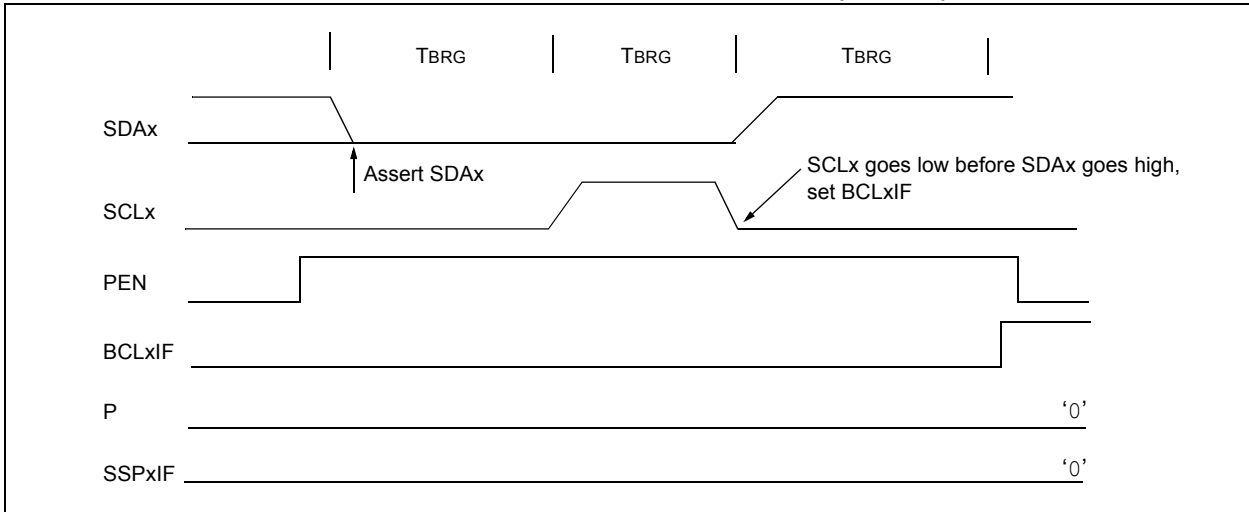 TBRG TBRG TBRG
SDAx
Assert SDAx
SCLx goes low before SDAx goes high,
set BCLxIF
SCLx
PEN
BCLxIF
P '0'
SSPxIF '0'